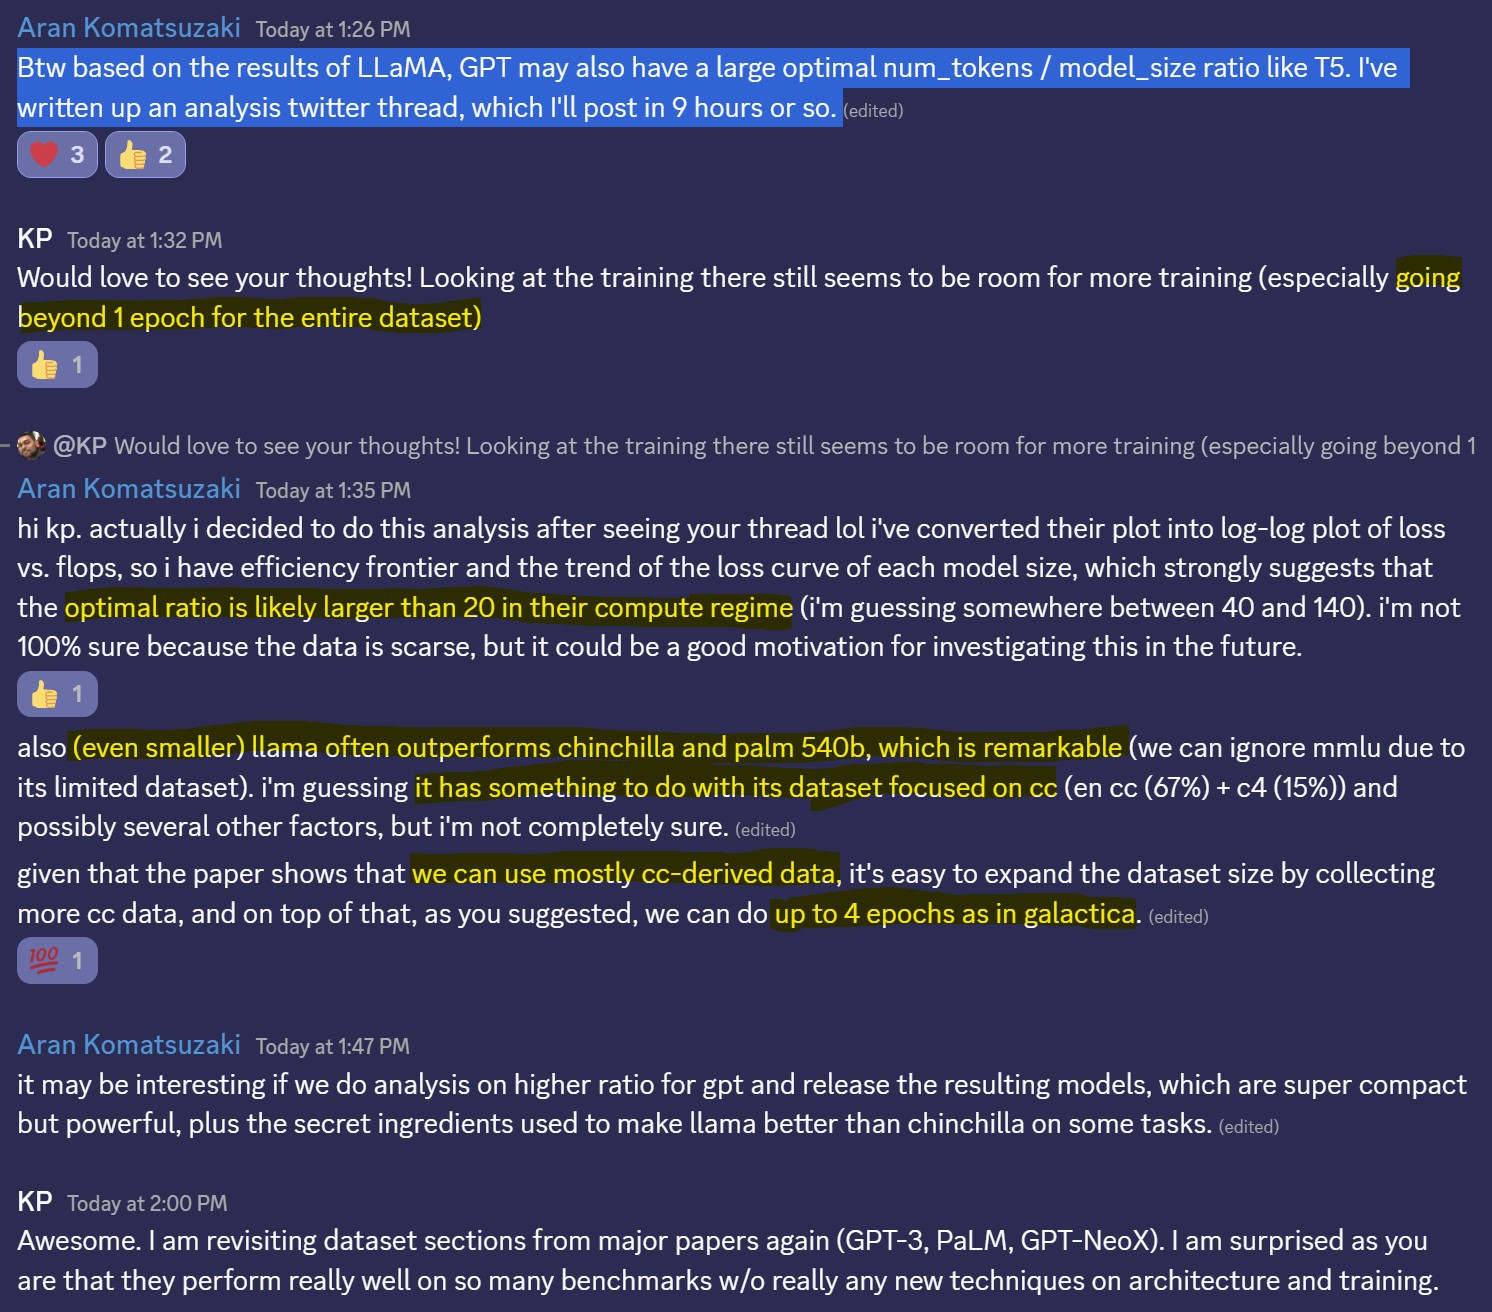 Aran Komatsuzaki Today at 1:26 PM
Btw based on the results of LLaMA, GPT may also have a large optimal num_tokens / model_size ratio like T5. I've
written up an analysis twitter thread, which I'll post in 9 hours or so. (edited)
3 2
KP Today at 1:32 PM
Would love to see your thoughts! Looking at the training there still seems to be room for more training (especially going
beyond 1 epoch for the entire dataset)
1
@KP Would love to see your thoughts! Looking at the training there still seems to be room for more training (especially going beyond 1
Aran Komatsuzaki Today at 1:35 PM
hi kp. actually i decided to do this analysis after seeing your thread lol i've converted their plot into log-log plot of loss
vs. flops, so i have efficiency frontier and the trend of the loss curve of each model size, which strongly suggests that
the optimal ratio is likely larger than 20 in their compute regime (i'm guessing somewhere between 40 and 140). i'm not
100% sure because the data is scarse, but it could be a good motivation for investigating this in the future.
1
also (even smaller) llama often outperforms chinchilla and palm 540b, which is remarkable (we can ignore mmlu due to
its limited dataset). i'm guessing it has something to do with its dataset focused on cc (en cc (67%) + c4 (15%)) and
possibly several other factors, but i'm not completely sure. (edited)
given that the paper shows that we can use mostly cc-derived data, it's easy to expand the dataset size by collecting
more cc data, and on top of that, as you suggested, we can do up to 4 epochs as in galactica. (edited)
100 1
Aran Komatsuzaki Today at 1:47 PM
it may be interesting if we do analysis on higher ratio for gpt and release the resulting models, which are super compact
but powerful, plus the secret ingredients used to make llama better than chinchilla on some tasks. (edited)
KP Today at 2:00 PM
Awesome. I am revisiting dataset sections from major papers again (GPT-3, PaLM, GPT-NeoX). I am surprised as you
are that they perform really well on so many benchmarks w/o really any new techniques on architecture and training.